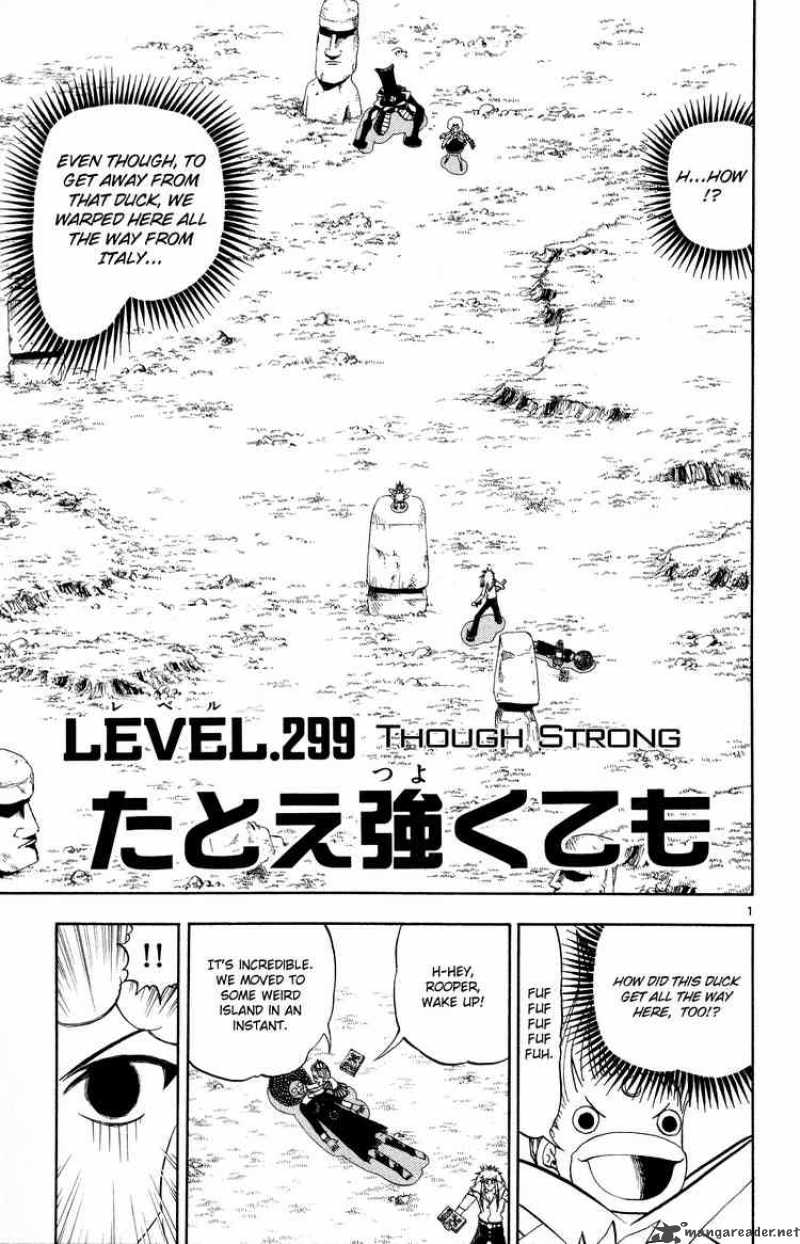 H...HOW
!?
EVEN THOUGH, TO
GET AWAY FROM
THAT DUCK, WE
WARPED HERE ALL
THE WAY FROM
ITALY...
レベル
LEVEL.299 THOUGH STRONG
つよ
たとえ強くても
1
HOW DID THIS DUCK
GET ALL THE WAY
HERE, TOO!?
FUF
FUF
FUF
FUF
FUH.
H-HEY,
ROOPER,
WAKE UP!
IT'S INCREDIBLE.
WE MOVED TO
SOME WEIRD
ISLAND IN AN
INSTANT.
!!
mangareader.net